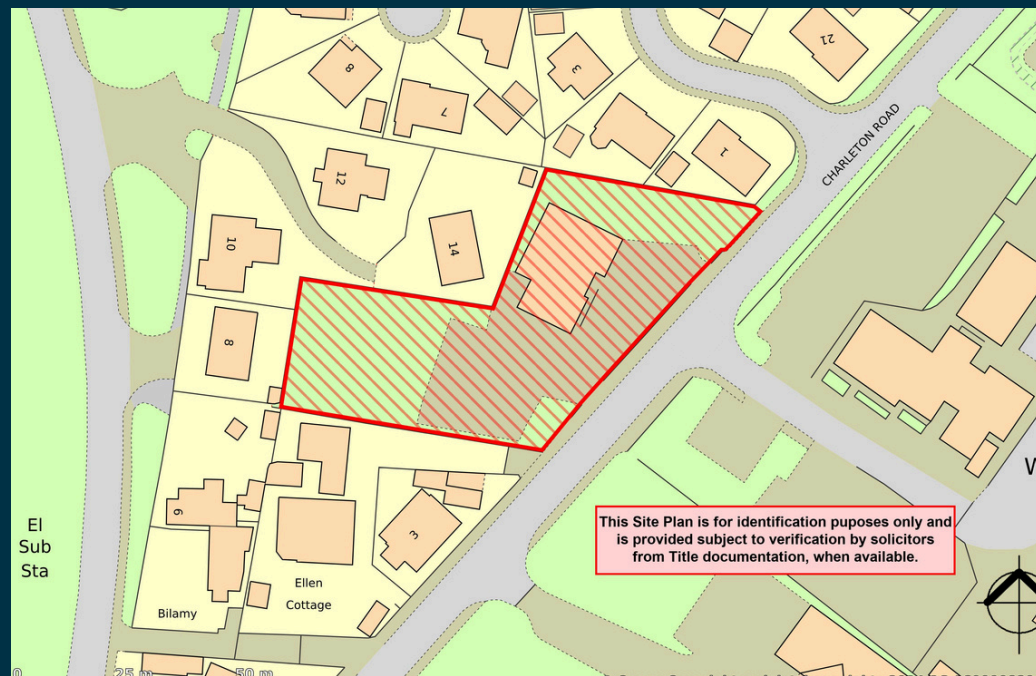 21
8
3
7
1
CHARLETON ROAD
12
10
14
8
6
3
W
El
Sub
Sta
Ellen
Cottage
Bilamy
This Site Plan is for identification puposes only and
is provided subject to verification by solicitors
from Title documentation, when available.
0 25 m 50 m